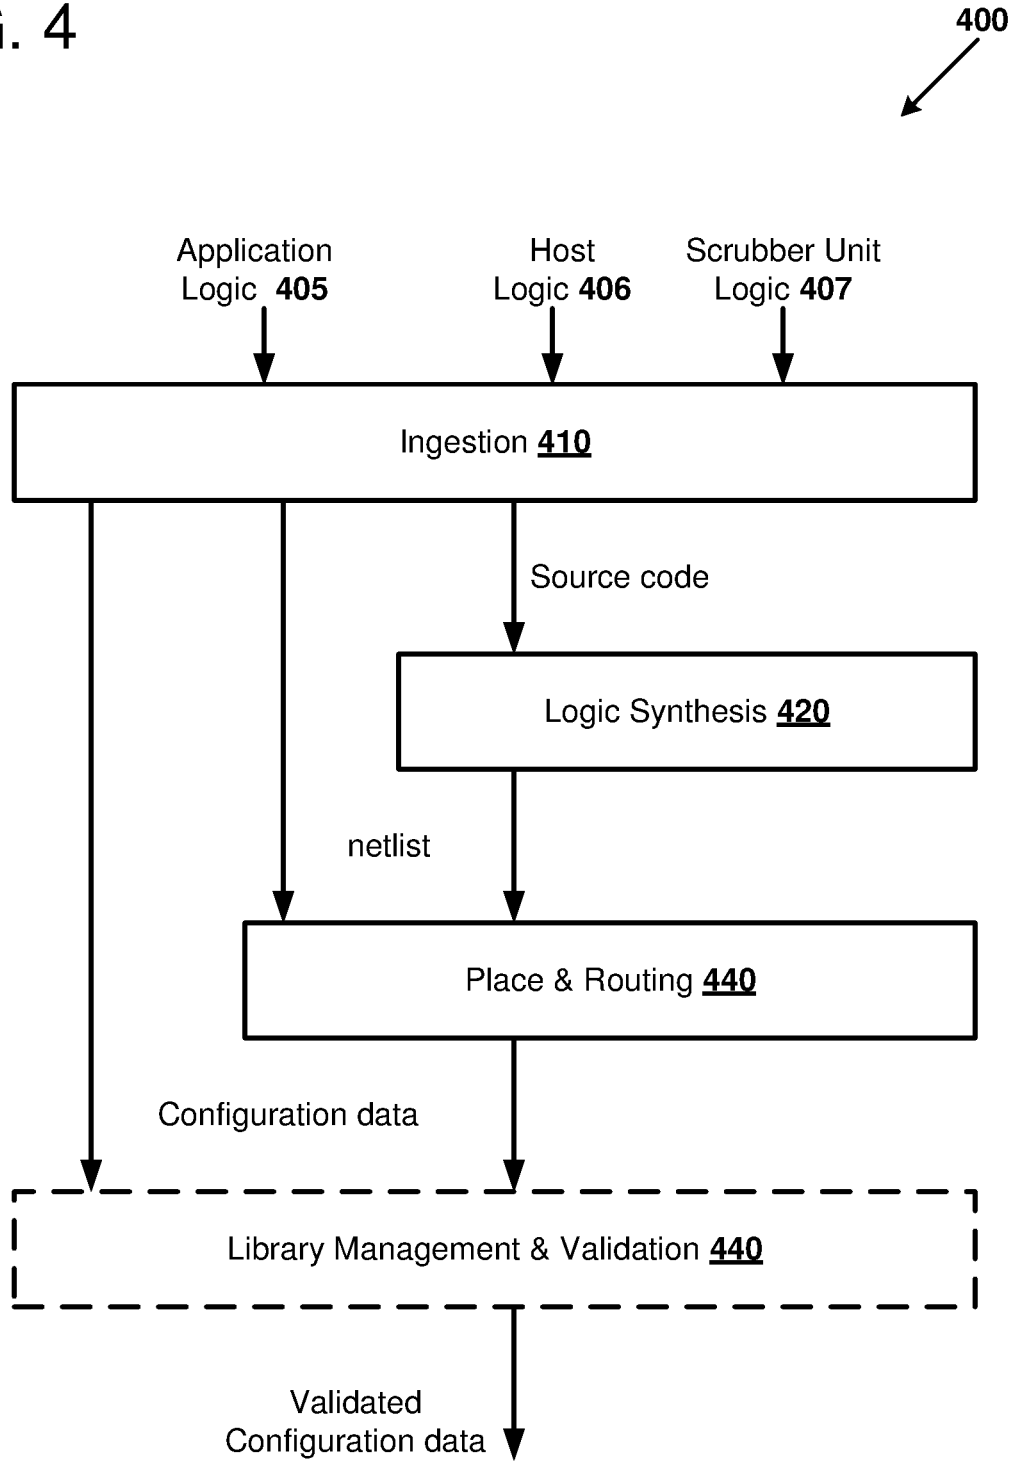 . 4
400
Application
Logic 405
Host
Logic 406
Scrubber Unit
Logic 407
Ingestion 410
Source code
Logic Synthesis 420
netlist
Place & Routing 440
Configuration data
Library Management & Validation 440
Validated
Configuration data